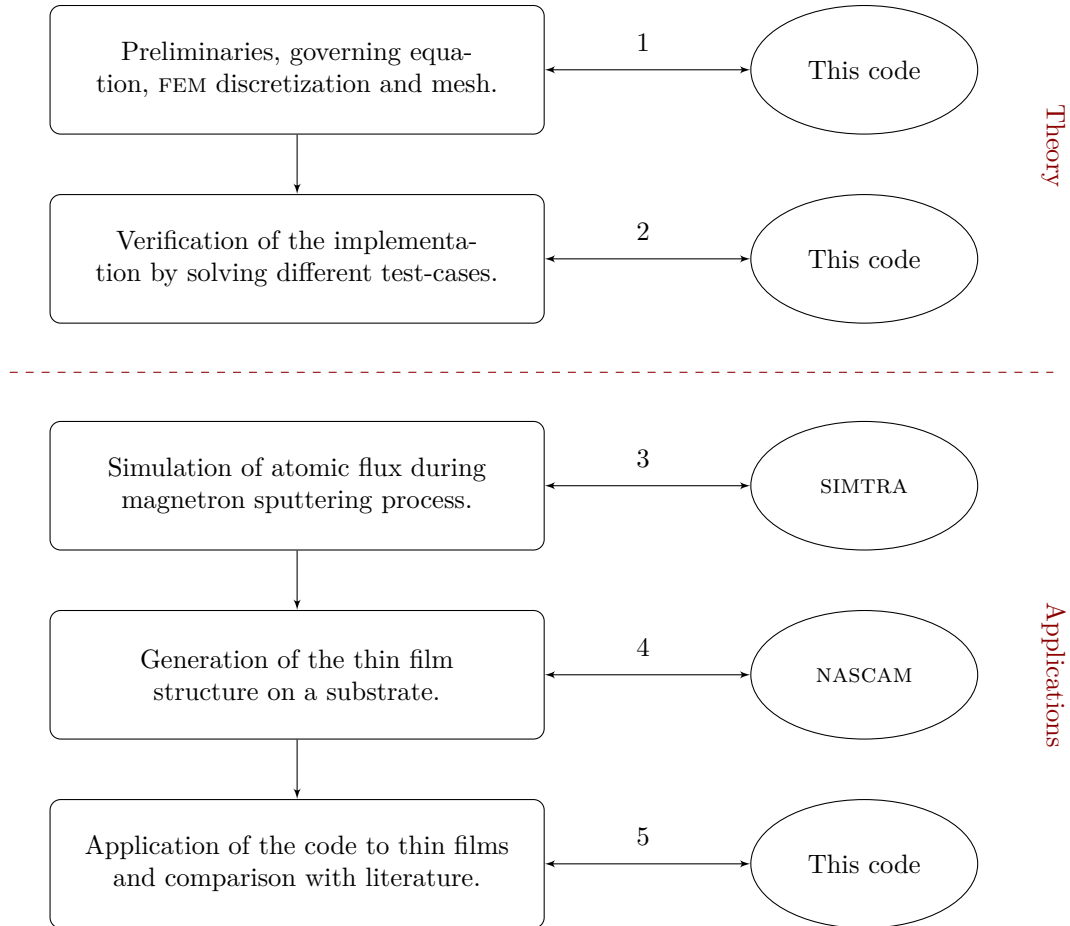 Preliminaries, governing equa-
tion, FEM discretization and mesh.
1
This code
Theory
Verification of the implementa-
tion by solving different test-cases.
2
This code
Simulation of atomic flux during
magnetron sputtering process.
3
SIMTRA
Generation of the thin film
structure on a substrate.
4
NASCAM
Applications
Application of the code to thin films
and comparison with literature.
5
This code